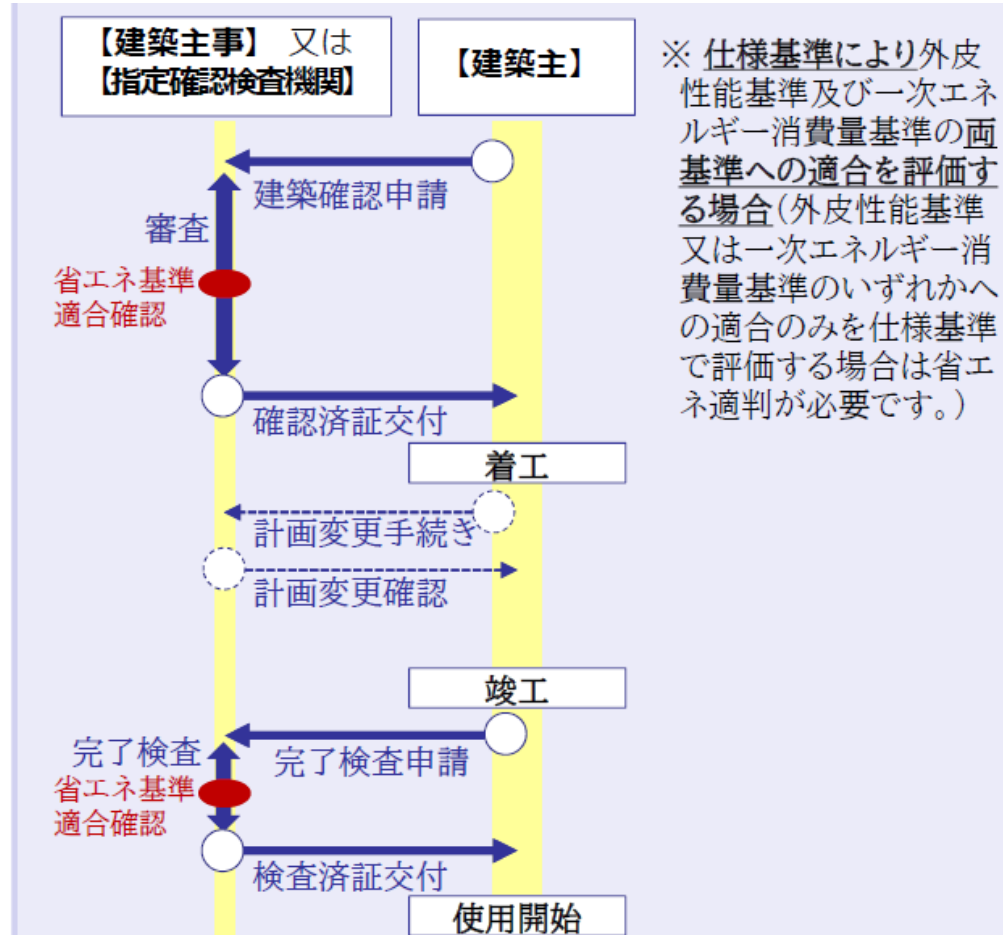 【建築主事】 又は
【指定確認検査機関】
【建築主】
※ 仕様基準により外皮
性能基準及び一次エネ
ルギー消費量基準の両
基準への適合を評価す
る場合(外皮性能基準
又は一次エネルギー消
費量基準のいずれかへ
の適合のみを仕様基準
で評価する場合は省エ
ネ適判が必要です。)
建築確認申請
審査
省エネ基準
適合確認
確認済証交付
着工
計画変更手続き
計画変更確認
竣工
完了検査
完了検査申請
省エネ基準
適合確認
検査済証交付
使用開始